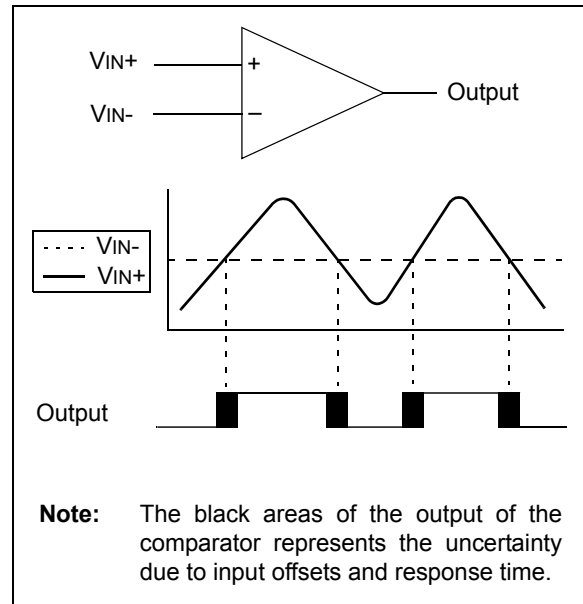 VIN+
+
Output
VIN-
–
VIN-
VIN+
Output
Note: The black areas of the output of the
comparator represents the uncertainty
due to input offsets and response time.